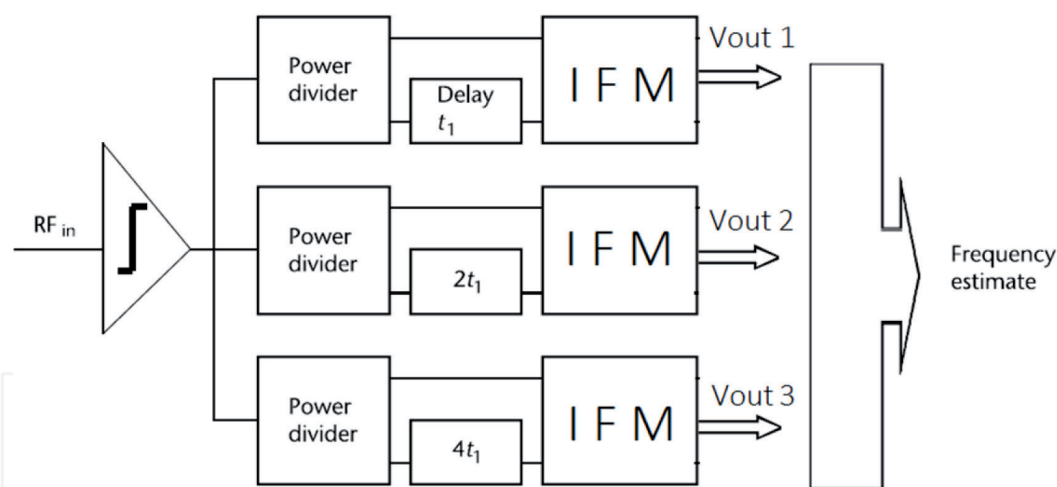 RF in
Power
divider
Delay
t1
I F M
Vout 1
Power
divider
2t1
I F M
Vout 2
Power
divider
4t1
I F M
Vout 3
Frequency
estimate